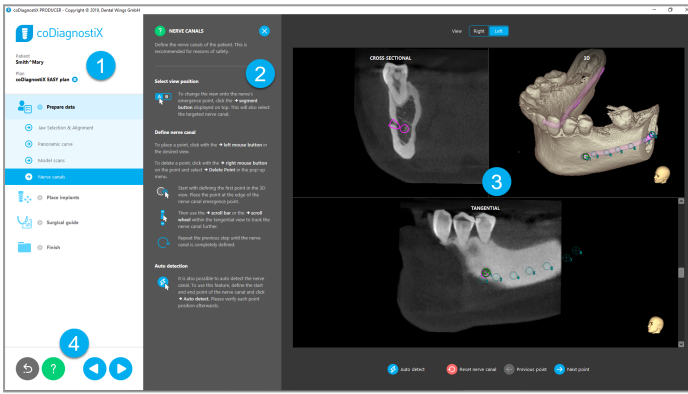 coDiagnostiX PRODUCER - Copyright © 2019, Dental Wings GmbH
coDiagnostiX
Patient
Smith^Mary
Plan
coDiagnostiX EASY plan
1
Prepare data
Jaw Selection & Alignment
Panoramic curve
Model scans
Nerve canals
Place implants
Surgical guide
Finish
4
?
? NERVE CANALS
Define the nerve canals of the patient. This is
recommended for reasons of safety.
2
Select view position
A B
To change the view onto the nerve's
emergence point, click the → segment
button displayed on top. This will also select
the targeted nerve canal.
Define nerve canal
To place a point, click with the → left mouse button in
the desired view.
To delete a point, click with the → right mouse button
on the point and select → Delete Point in the pop-up
menu.
Start with defining the first point in the 3D
view. Place the point at the edge of the
nerve canal emergence point.
Then use the → scroll bar or the → scroll
wheel within the tangential view to track the
nerve canal further.
Repeat the previous step until the nerve
canal is completely defined.
Auto detection
It is also possible to auto detect the nerve
canal. To use this feature, define the start
and end point of the nerve canal and click
→ Auto detect. Please verify each point
position afterwards.
View Right Left
CROSS-SECTIONAL
3D
3
TANGENTIAL
Auto detect Reset nerve canal Previous point Next point